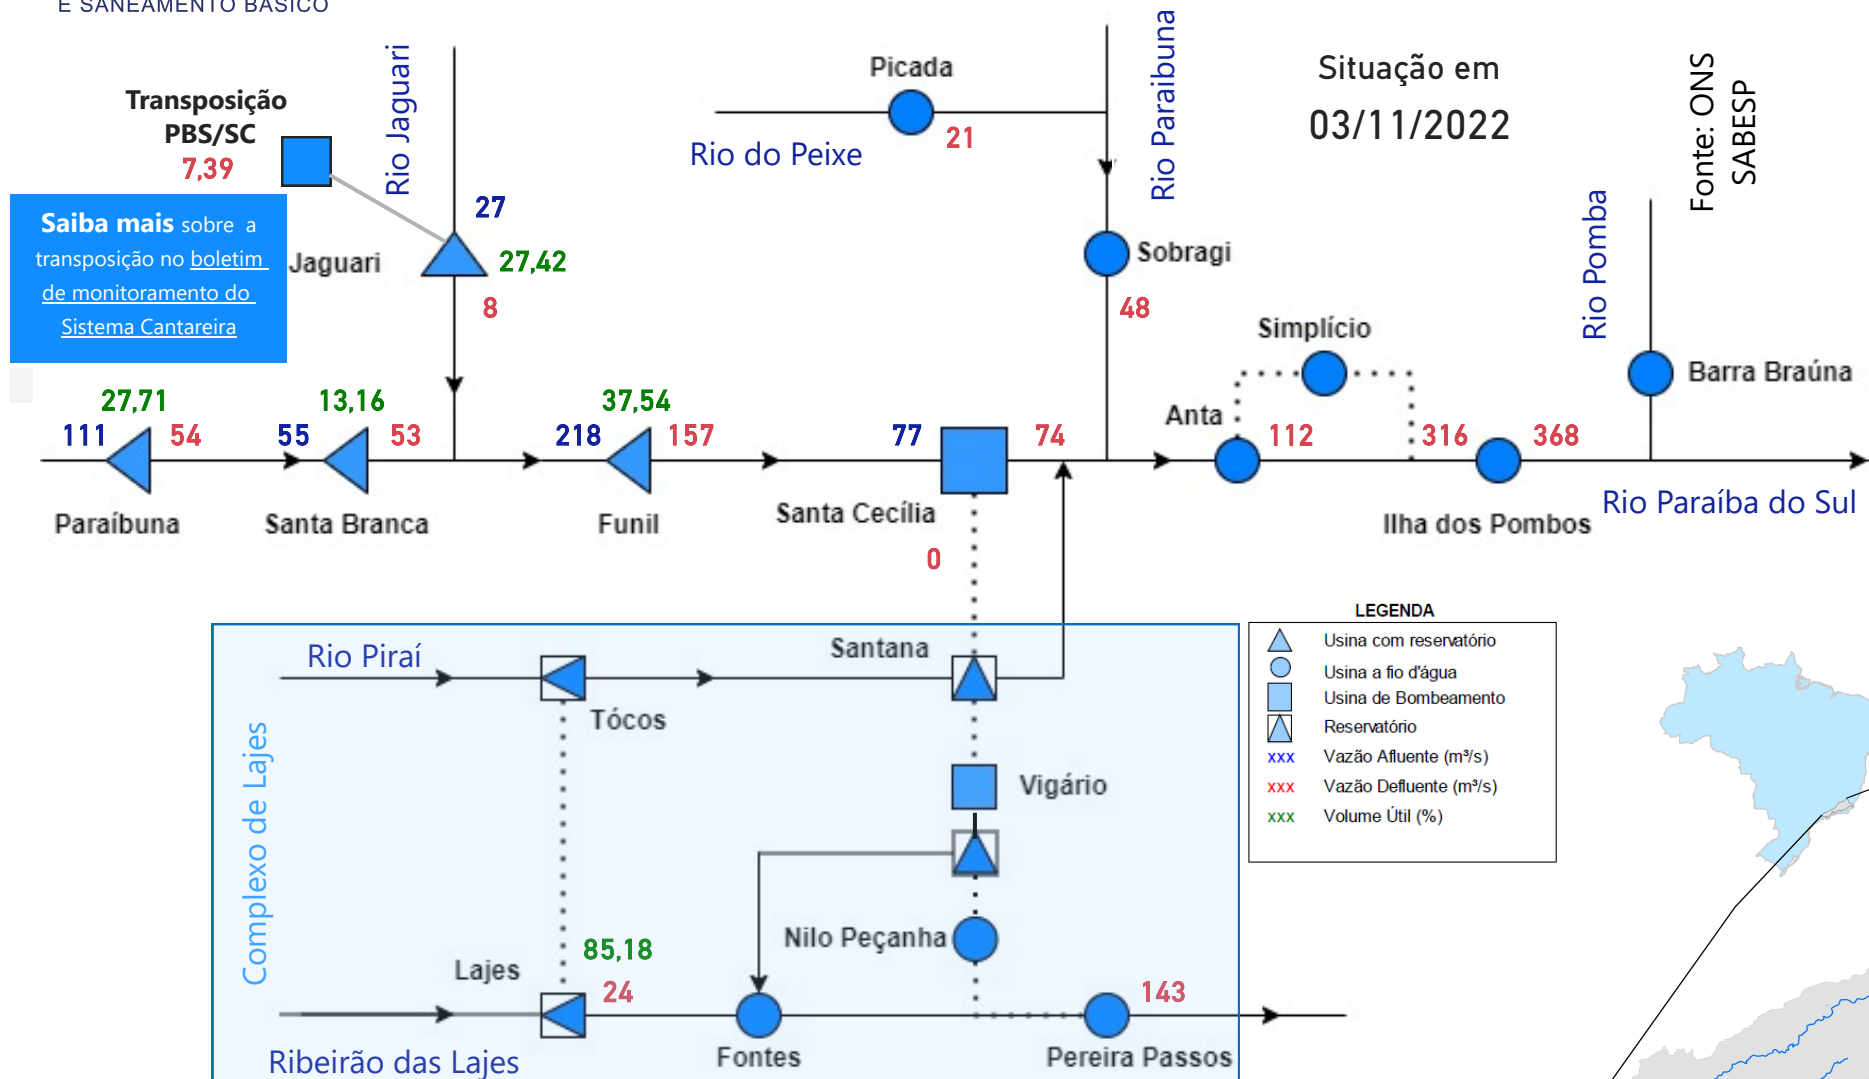 E SANEAMENTO BÁSICO
Transposição
PBS/SC
7,39
Rio Jaguari
Saiba mais sobre a
transposição no boletim
de monitoramento do
Sistema Cantareira
27
Jaguari
27,42
8
Picada
21
Rio do Peixe
Rio Paraibuna
Situação em
03/11/2022
Fonte: ONS
SABESP
Sobragi
48
Rio Pomba
Simplício
Barra Braúna
Anta
27,71
111
54
13,16
55
53
37,54
218
157
77
74
112
316
368
Paraíbuna
Santa Branca
Funil
Santa Cecília
0
Ilha dos Pombos
Rio Paraíba do Sul
Rio Piraí
Santana
Tócos
Complexo de Lajes
Vigário
Nilo Peçanha
85,18
Lajes
24
143
Ribeirão das Lajes
Fontes
Pereira Passos
LEGENDA
Usina com reservatório
Usina a fio d'água
Usina de Bombeamento
Reservatório
xxx Vazão Afluente (m³/s)
xxx Vazão Defluente (m³/s)
xxx Volume Útil (%)